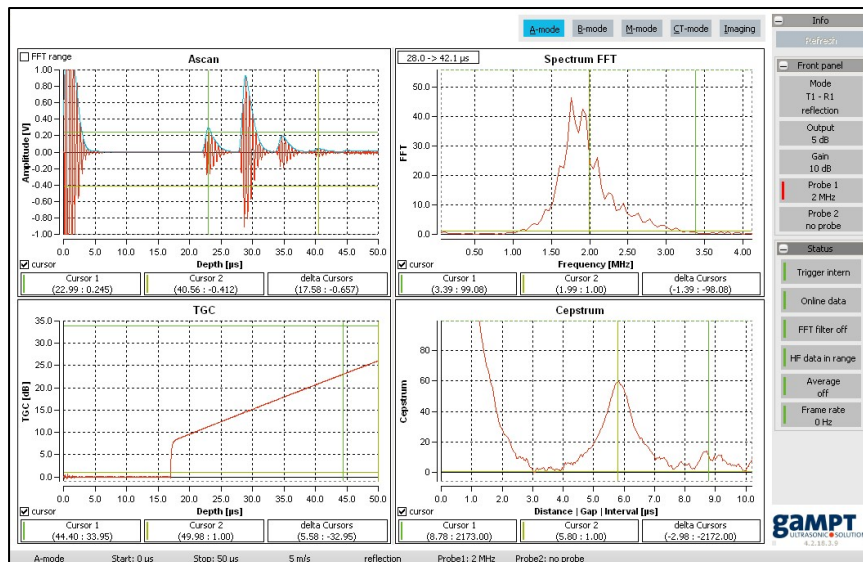 A-mode B-mode M-mode CT-mode Imaging
Info
Refresh
Front panel
Mode
T1 - R1
reflection
Output
5 dB
Gain
10 dB
Probe 1
2 MHz
Probe 2
no probe
Status
Trigger intern
Online data
FFT filter off
HF data in range
Average
off
Frame rate
0 Hz
GAMPT
ULTRASONIC SOLUTION
4.2.18.3.6
FFT range
Ascan
Amplitude [V]
1.00
0.80
0.60
0.40
0.20
0.00
-0.20
-0.40
-0.60
-0.80
-1.00
0.0 5.0 10.0 15.0 20.0 25.0 30.0 35.0 40.0 45.0 50.0
cursor
Depth [µs]
Cursor 1 Cursor 2 delta Cursors
(22.99 : 0.245) (40.56 : -0.412) (17.58 : -0.657)
28.0 -> 42.1 µs
Spectrum FFT
FFT
50.0
40.0
30.0
20.0
10.0
0.0
0.50 1.00 1.50 2.00 2.50 3.00 3.50 4.00
cursor
Frequency [MHz]
Cursor 1 Cursor 2 delta Cursors
(3.39 : 99.08) (1.99 : 1.00) (-1.39 : -98.08)
TGC
TGC [dB]
35.0
30.0
25.0
20.0
15.0
10.0
5.0
0.0
0.0 5.0 10.0 15.0 20.0 25.0 30.0 35.0 40.0 45.0 50.0
cursor
Depth [µs]
Cursor 1 Cursor 2 delta Cursors
(44.40 : 33.95) (49.98 : 1.00) (5.58 : -32.95)
Cepstrum
Cepstrum
80
60
40
20
0
0.0 1.0 2.0 3.0 4.0 5.0 6.0 7.0 8.0 9.0 10.0
cursor
Distance | Gap | Interval [µs]
Cursor 1 Cursor 2 delta Cursors
(8.78 : 2173.00) (5.80 : 1.00) (-2.98 : -2172.00)
A-mode Start: 0 us Stop: 50 us 5 m/s reflection Probe1: 2 MHz Probe2: no probe